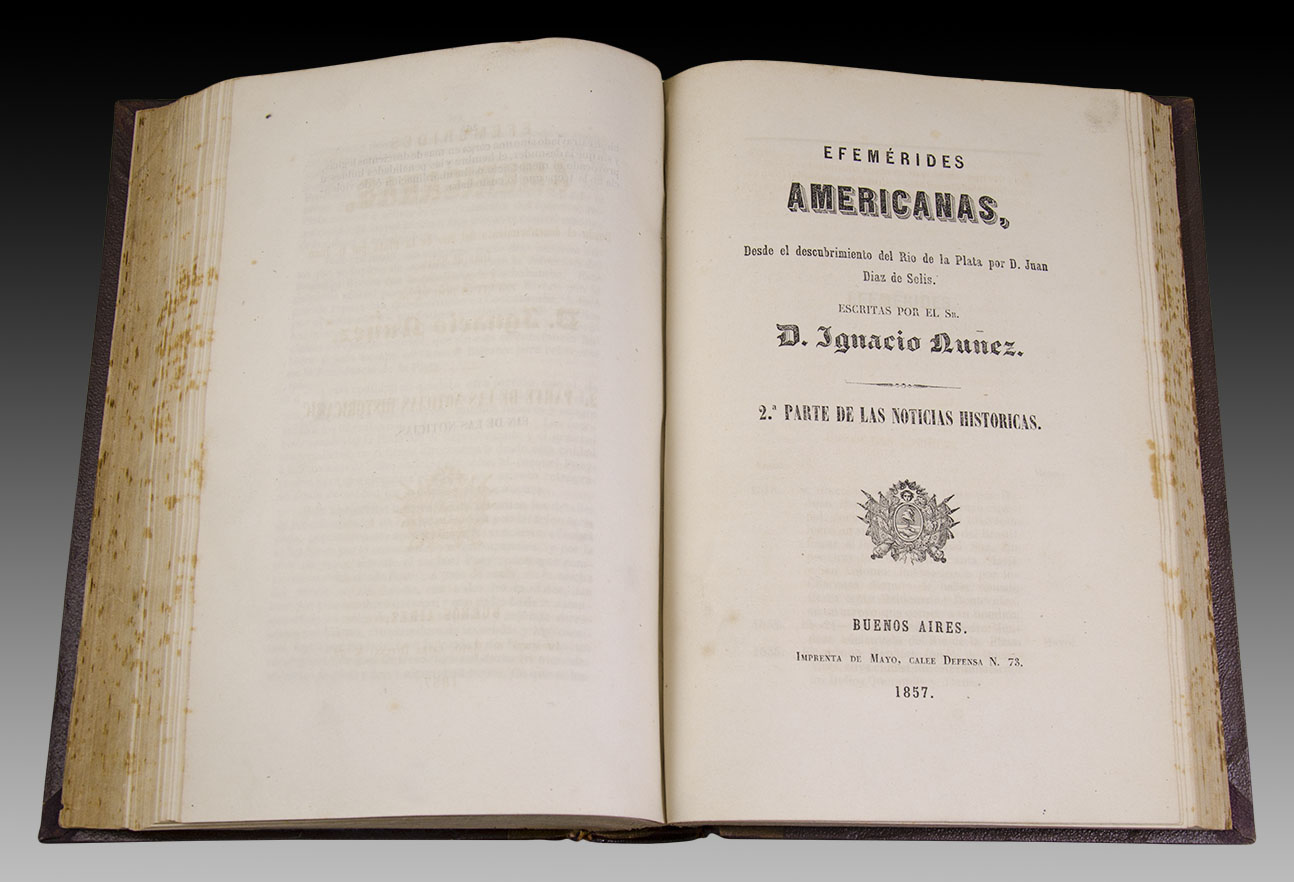 EFEMÉRIDES
AMERICANAS,
Desde el descubrimiento del Rio de la Plata por D. Juan
Diaz de Solis.
ESCRITAS POR EL SR.
D. Ignacio Nuñez.
2.ª PARTE DE LAS NOTICIAS HISTORICAS.
BUENOS AIRES.
IMPRENTA DE MAYO, CALEE DEFENSA N. 73.
1857.